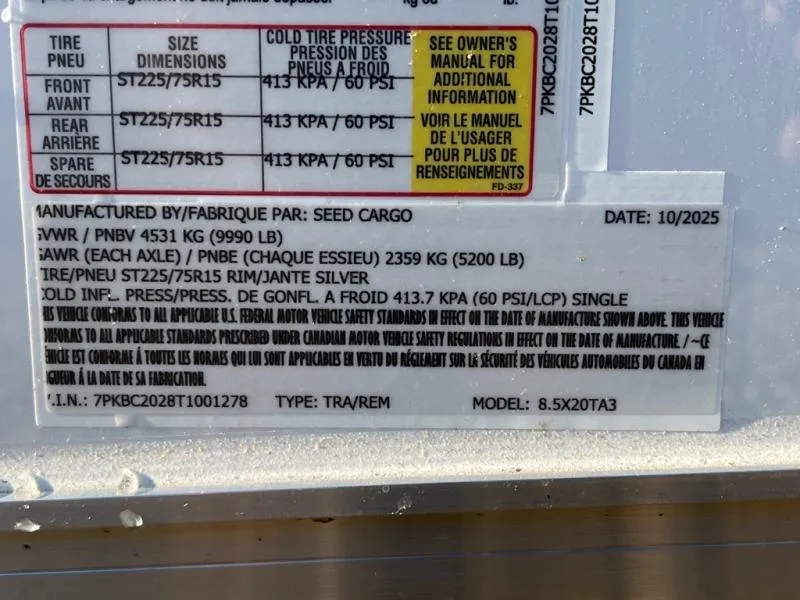 kg ou
lb.
TIRE
PNEU
SIZE
DIMENSIONS
COLD TIRE PRESSURE
PRESSION DES
PNEUS A FROID
SEE OWNER'S
MANUAL FOR
ADDITIONAL
INFORMATION
VOIR LE MANUEL
DE L'USAGER
POUR PLUS DE
RENSEIGNEMENTS
FD-337
FRONT
AVANT
ST225/75R15
413 KPA / 60 PSI
REAR
ARRIÈRE
ST225/75R15
413 KPA / 60 PSI
SPARE
DE SECOURS
ST225/75R15
413 KPA / 60 PSI
7PKBC2028T10
7PKBC2028T10
MANUFACTURED BY/FABRIQUE PAR: SEED CARGO DATE: 10/2025
GVWR / PNBV 4531 KG (9990 LB)
GAWR (EACH AXLE) / PNBE (CHAQUE ESSIEU) 2359 KG (5200 LB)
TIRE/PNEU ST225/75R15 RIM/JANTE SILVER
COLD INFL. PRESS/PRESS. DE GONFL. A FROID 413.7 KPA (60 PSI/LCP) SINGLE
THIS VEHICLE CONFORMS TO ALL APPLICABLE U.S. FEDERAL MOTOR VEHICLE SAFETY STANDARDS IN EFFECT ON THE DATE OF MANUFACTURE SHOWN ABOVE. THIS VEHICLE
CONFORMS TO ALL APPLICABLE STANDARDS PRESCRIBED UNDER CANADIAN MOTOR VEHICLE SAFETY REGULATIONS IN EFFECT ON THE DATE OF MANUFACTURE. / ~CE
VÉHICLE EST CONFORME Á TOUTES LES NORMES QUI LUI SONT APPLICABLES EN VERTU DU RÉGLEMENT SUR LA SÉCURITÉ DES VÉHICULES AUTOMOBILES DU CANADA EN
VIGUEUR Á LA DATE DE SA FABRICATION.
V.I.N.: 7PKBC2028T1001278 TYPE: TRA/REM MODEL: 8.5X20TA3